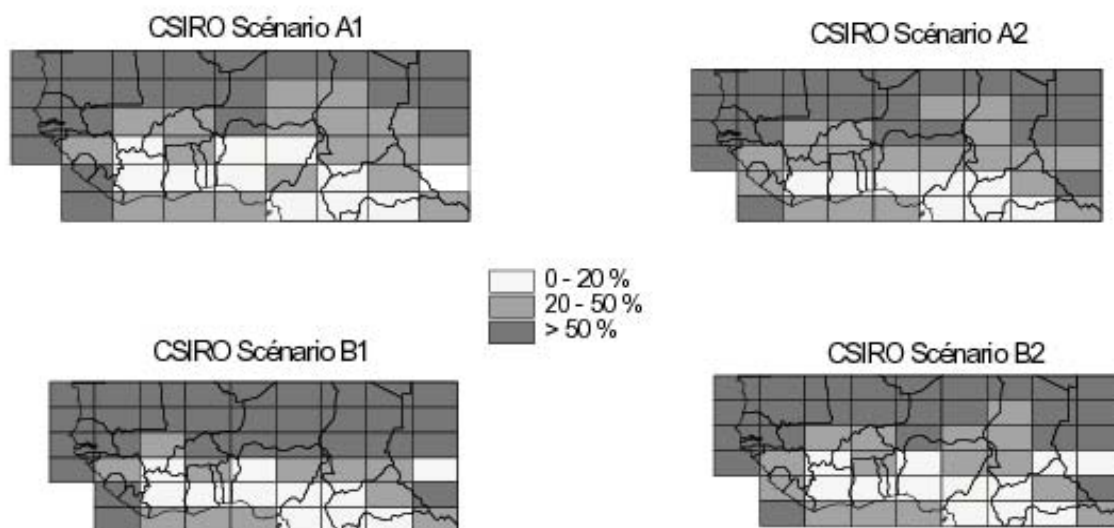 CSIRO Scénario A1
CSIRO Scénario A2
0 - 20 %
20 - 50 %
> 50 %
CSIRO Scénario B1
CSIRO Scénario B2